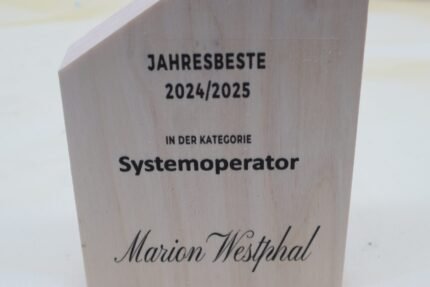 JAHRESBESTE
2024/2025
IN DER KATEGORIE
Systemoperator
Marion Westphal